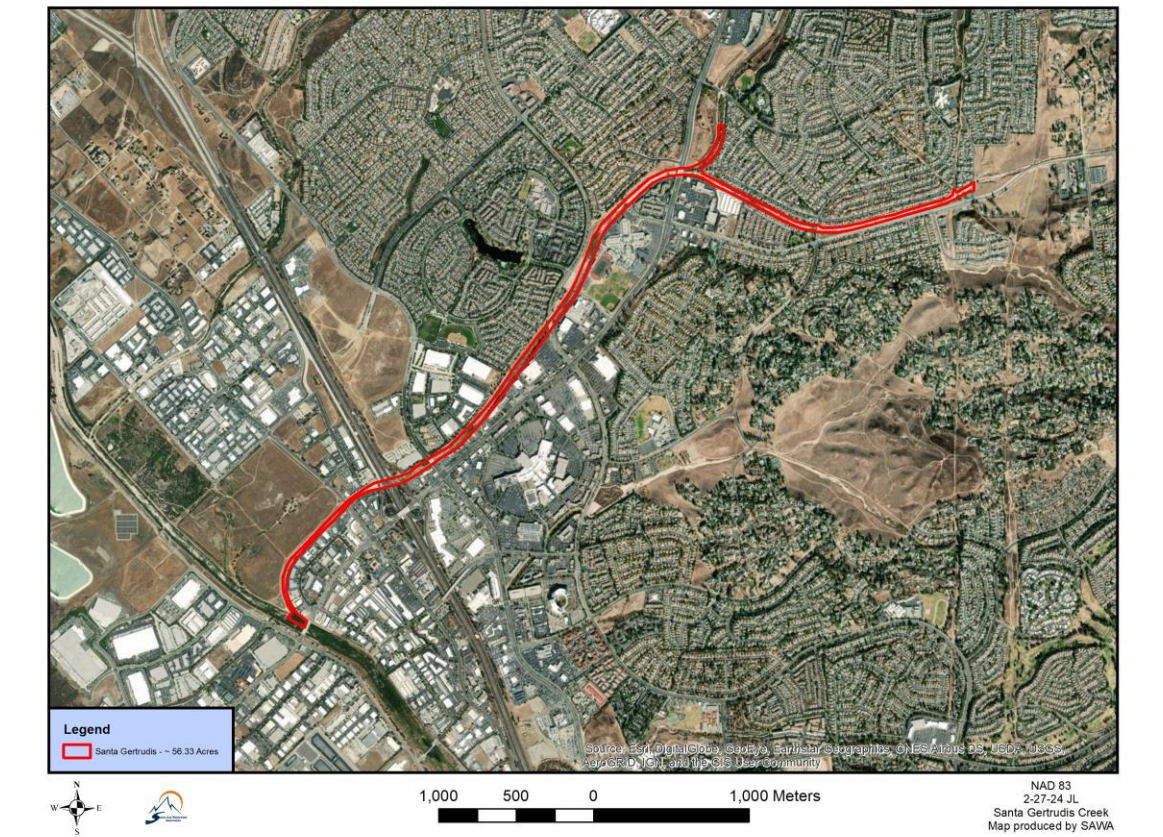 Legend
Santa Gertrudis - ~ 56.33 Acres
Source: Esri, DigitalGlobe, GeoEye, Earthstar Geographics, CNES/Airbus DS, USDA, USGS,
AeroGRID, IGN, and the GIS User Community
N
W
E
S
1,000 500 0 1,000 Meters
NAD 83
2-27-24 JL
Santa Gertrudis Creek
Map produced by SAWA